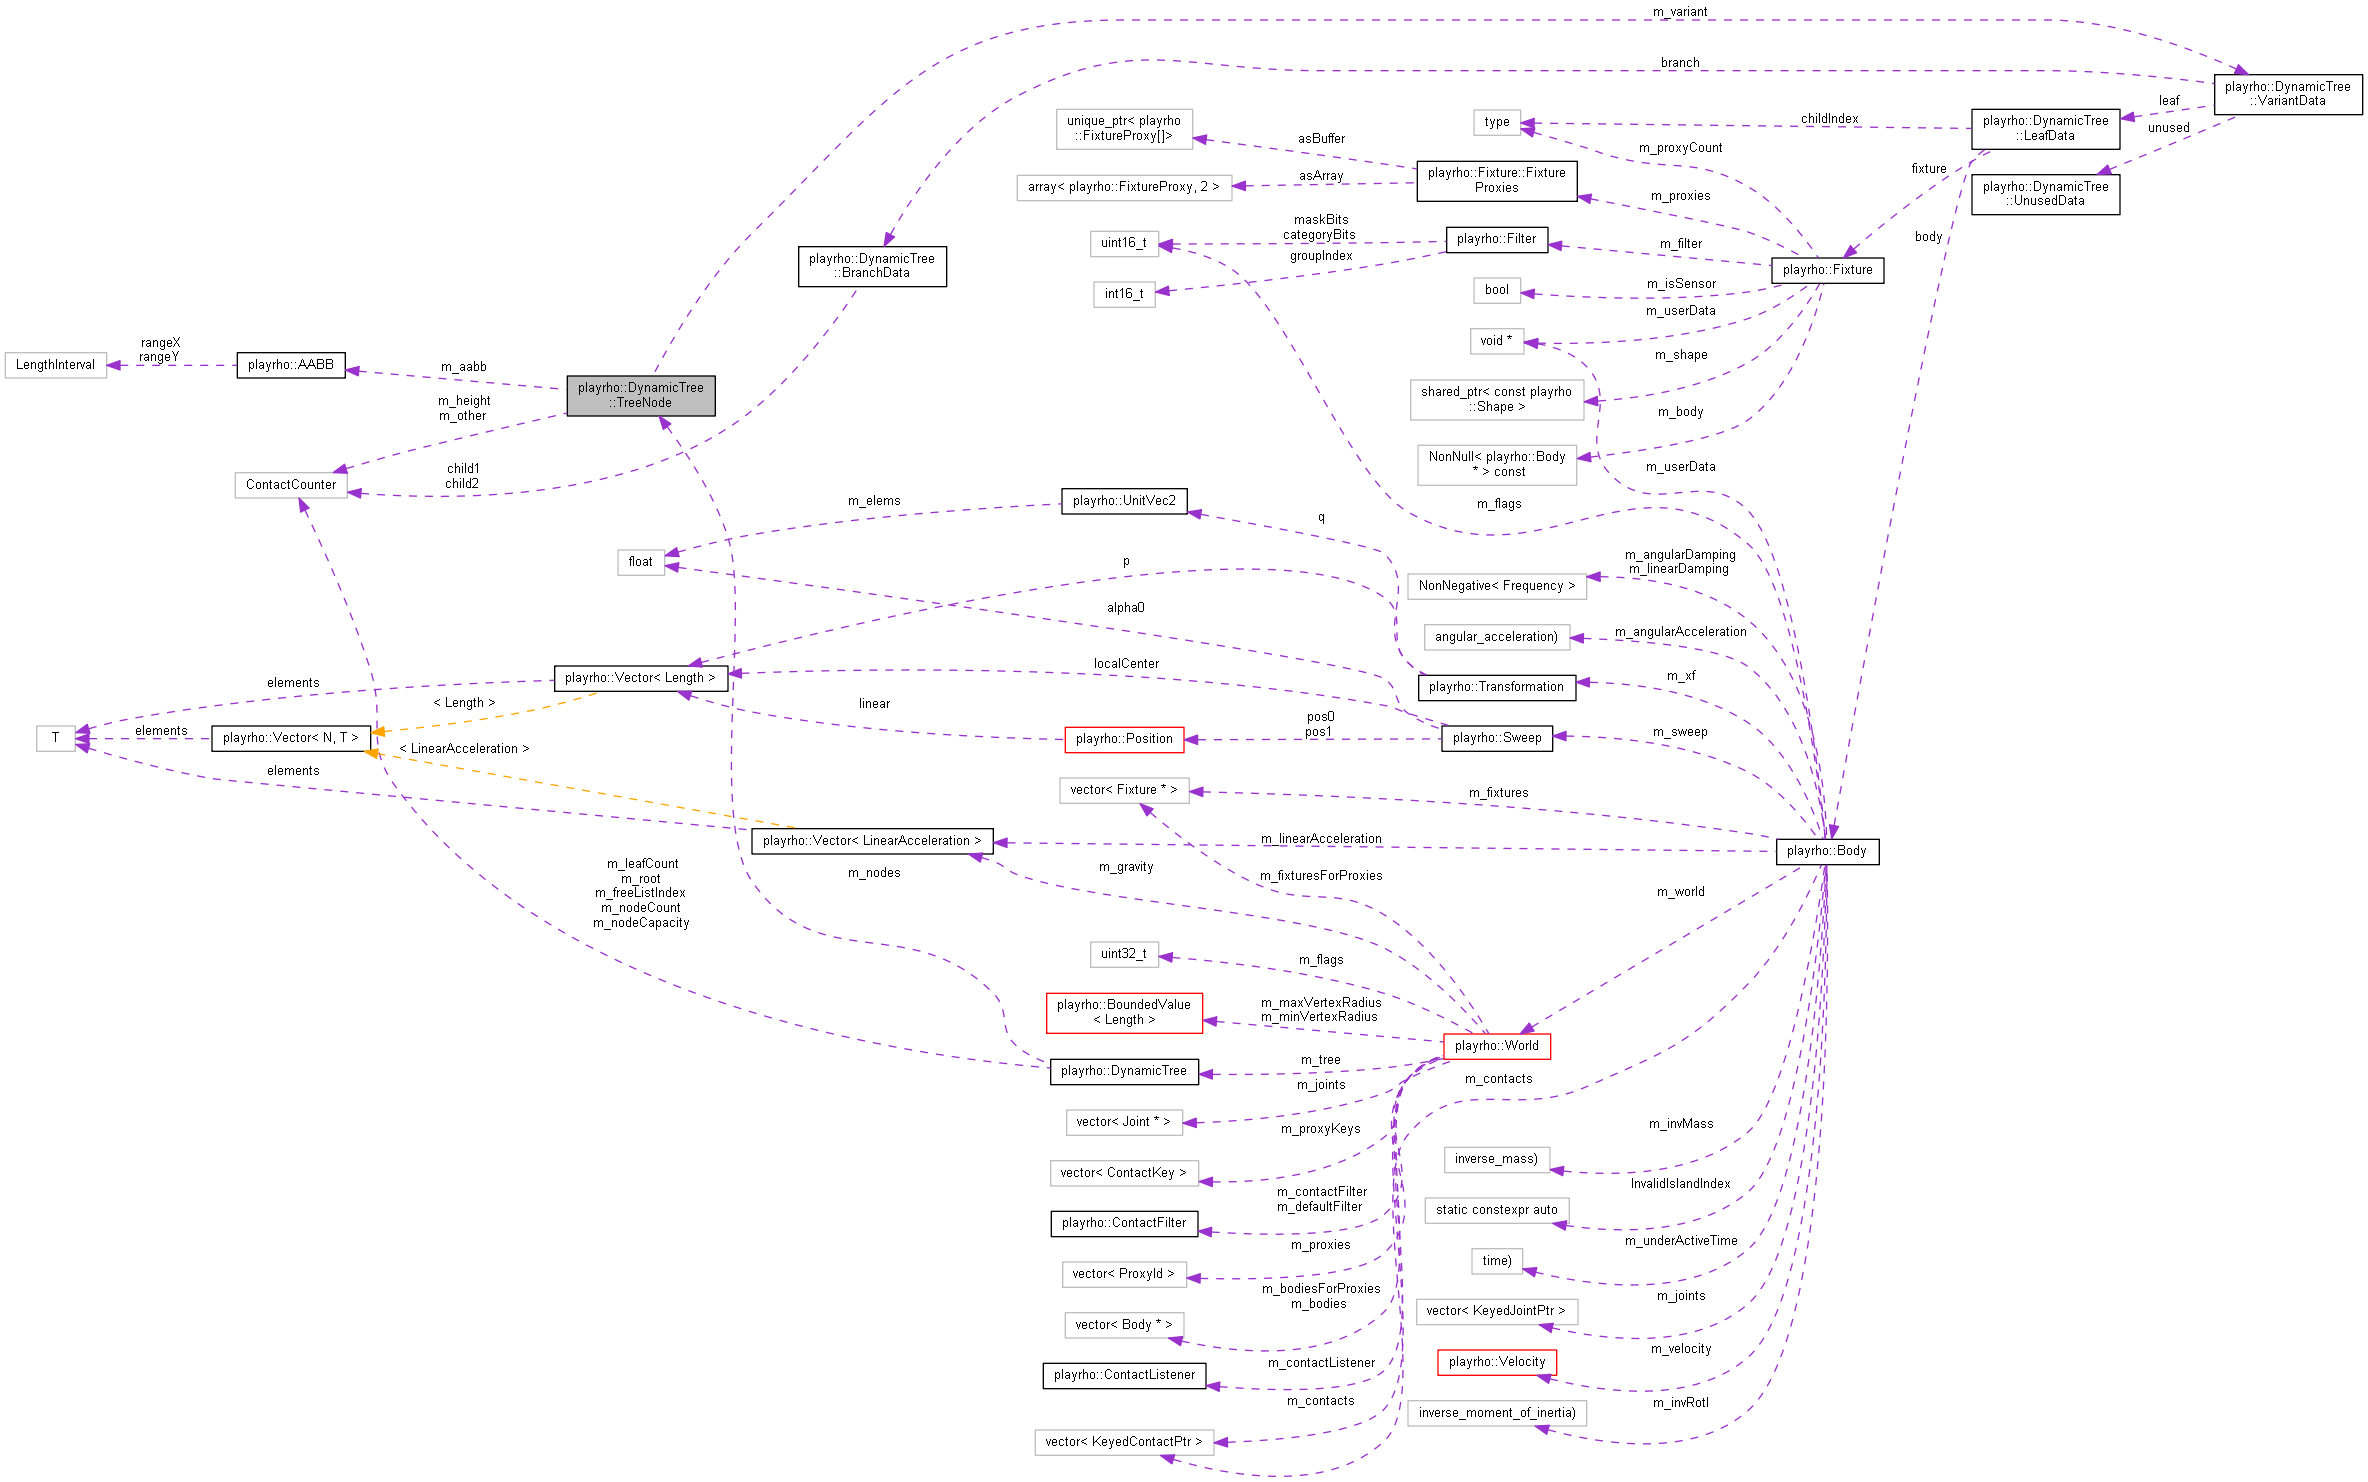 m_variant
branch
playrho::DynamicTree
::VariantData
leaf
unused
unique_ptr< playrho
::FixtureProxy[]>
type
childIndex
playrho::DynamicTree
::LeafData
asBuffer
m_proxyCount
array< playrho::FixtureProxy, 2 >
asArray
playrho::Fixture::Fixture
Proxies
fixture
playrho::DynamicTree
::UnusedData
m_proxies
maskBits
categoryBits
uint16_t
groupIndex
playrho::Filter
m_filter
body
playrho::DynamicTree
::BranchData
playrho::Fixture
int16_t
bool
m_isSensor
m_userData
void *
LengthInterval
rangeX
rangeY
playrho::AABB
m_aabb
playrho::DynamicTree
::TreeNode
m_shape
shared_ptr< const playrho
::Shape >
m_height
m_other
m_body
NonNull< playrho::Body
* > const
m_userData
ContactCounter
child1
child2
m_elems
playrho::UnitVec2
q
m_flags
float
p
m_angularDamping
m_linearDamping
NonNegative< Frequency >
alpha0
angular_acceleration)
m_angularAcceleration
localCenter
playrho::Vector< Length >
playrho::Transformation
m_xf
elements
< Length >
linear
pos0
pos1
T
elements
playrho::Vector< N, T >
< LinearAcceleration >
playrho::Position
playrho::Sweep
m_sweep
elements
vector< Fixture * >
m_fixtures
playrho::Vector< LinearAcceleration >
m_linearAcceleration
playrho::Body
m_leafCount
m_root
m_freeListIndex
m_nodeCount
m_nodeCapacity
m_nodes
m_gravity
m_fixturesForProxies
m_world
uint32_t
m_flags
playrho::BoundedValue
< Length >
m_maxVertexRadius
m_minVertexRadius
playrho::World
playrho::DynamicTree
m_tree
m_joints
m_contacts
vector< Joint * >
m_proxyKeys
m_invMass
inverse_mass)
vector< ContactKey >
m_contactFilter
m_defaultFilter
InvalidIslandIndex
static constexpr auto
playrho::ContactFilter
m_proxies
m_underActiveTime
time)
vector< ProxyId >
m_bodiesForProxies
m_bodies
m_joints
vector< KeyedJointPtr >
vector< Body * >
m_velocity
playrho::Velocity
m_contactListener
playrho::ContactListener
m_contacts
m_invRotI
inverse_moment_of_inertia)
vector< KeyedContactPtr >